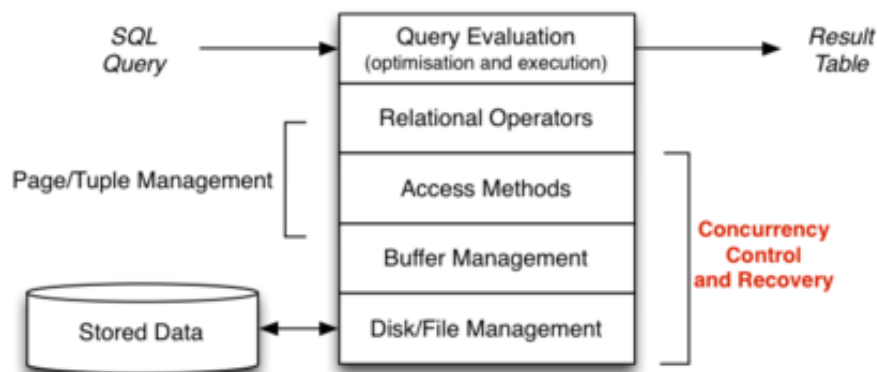 SQL
Query
Query Evaluation
(optimisation and execution)
Result
Table
Relational Operators
Page/Tuple Management
Access Methods
Concurrency
Control
and Recovery
Buffer Management
Stored Data
Disk/File Management